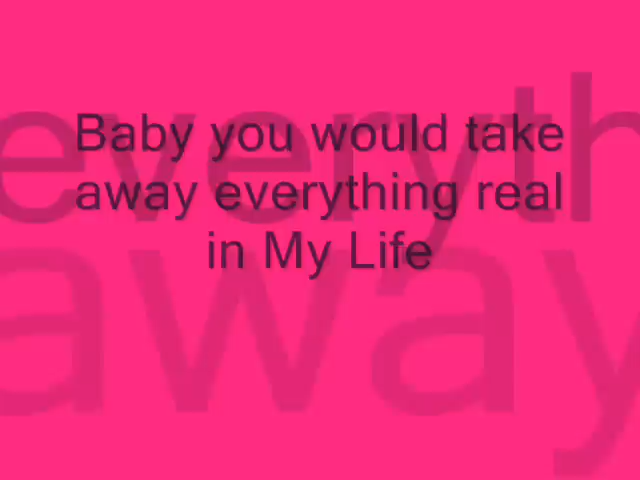 Baby you would take
away everything real
in My Life
everyth
away